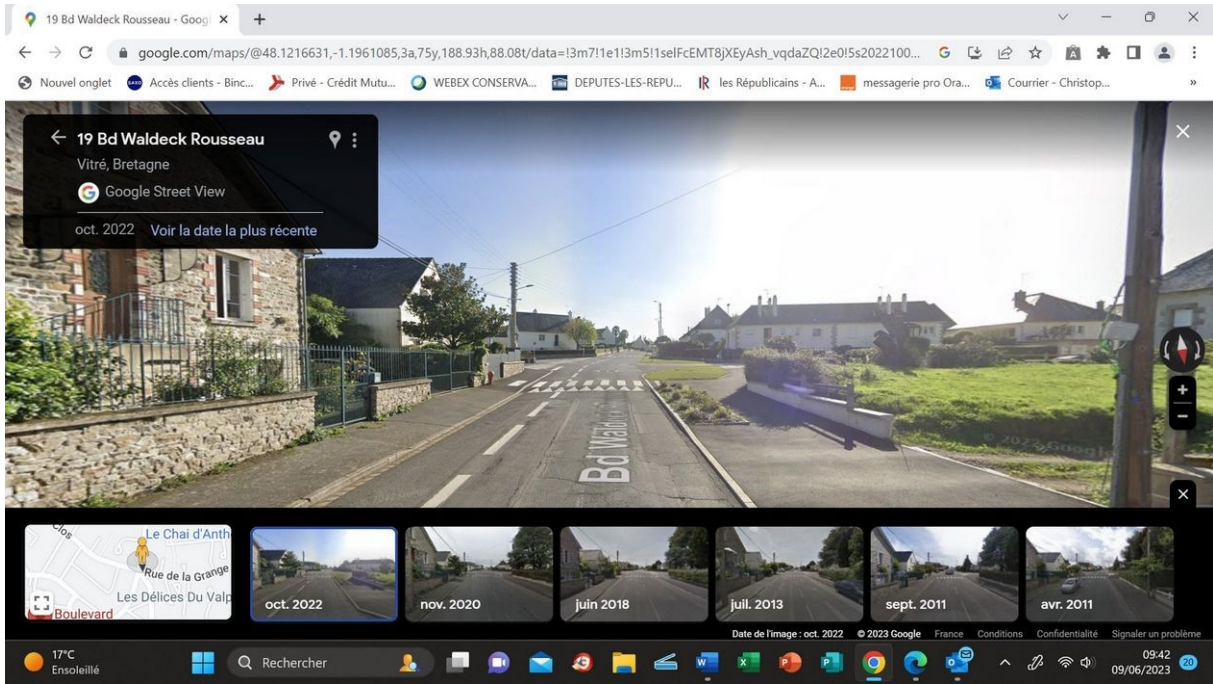 19 Bd Waldeck Rousseau - Goog
google.com/maps/@48.1216631,-1.1961085,3a,75y,188.93h,88.08t/data=!3m7!1e1!3m5!1selFcEMT8jXEyAsh_vqdaZQ!2e0!5s2022100...
Nouvel onglet Accès clients - Binc... Privé - Crédit Mutu... WEBEX CONSERVA... DEPUTES-LES-REPU... les Républicains - A... messagerie pro Ora... Courrier - Christop... »
19 Bd Waldeck Rousseau
Vitré, Bretagne
Google Street View
oct. 2022 Voir la date la plus récente
Bd Waldeck
© 2022 Google
Le Chai d'Anth
Rue de la Grange
Les Délices Du Valp
Boulevard
oct. 2022 nov. 2020 juin 2018 juil. 2013 sept. 2011 avr. 2011
Date de l'image : oct. 2022 © 2023 Google France Conditions Confidentialité Signaler un problème
17°C
Ensoleillé
Rechercher
09:42
09/06/2023
20